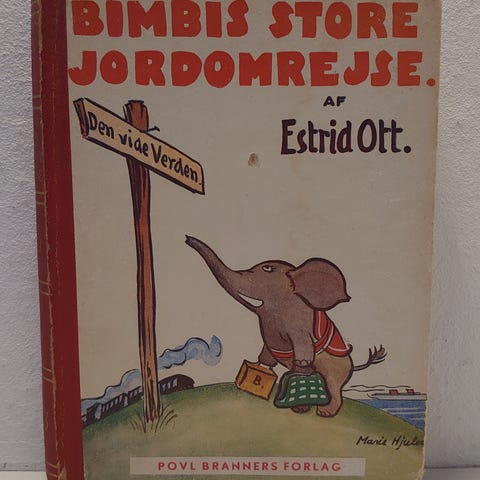 BIMBIS STORE
JORDOMREJSE.
AF
Estrid Ott.
Den vide Verden.
B.
Marie Hjuler
POVL BRANNERS FORLAG